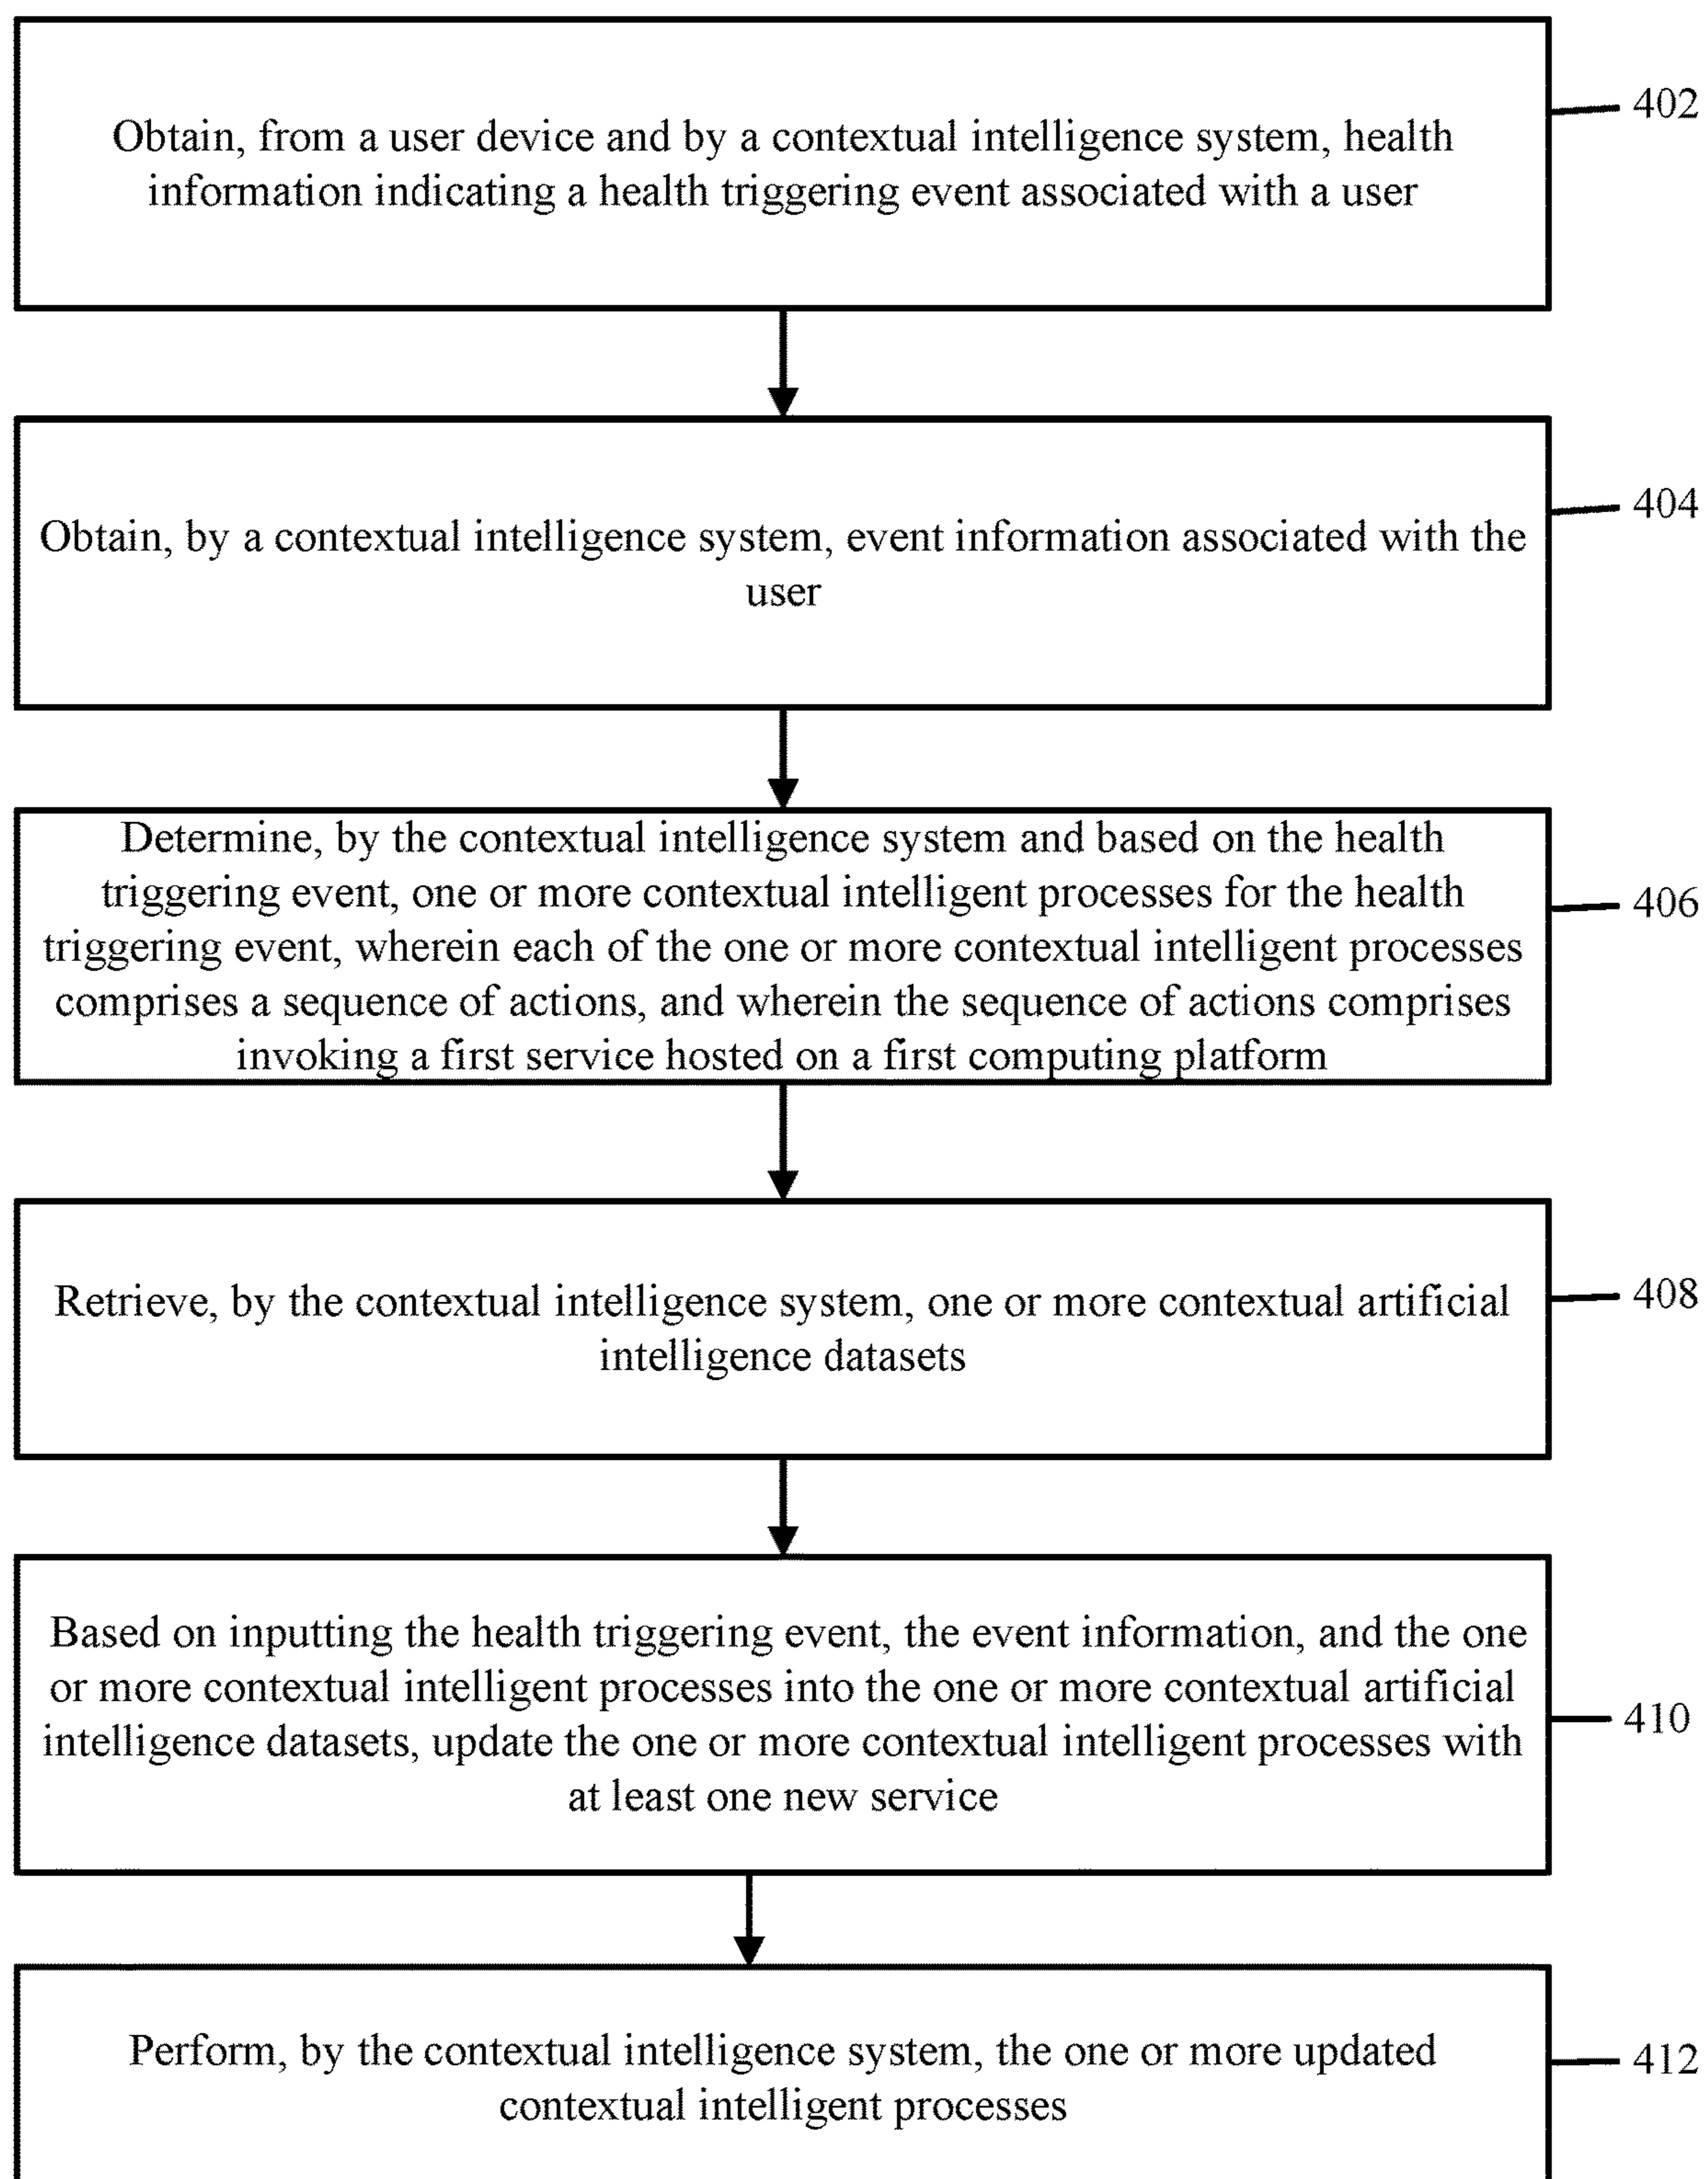 Obtain, from a user device and by a contextual intelligence system, health
information indicating a health triggering event associated with a user
402
Obtain, by a contextual intelligence system, event information associated with the
user
404
Determine, by the contextual intelligence system and based on the health
triggering event, one or more contextual intelligent processes for the health
triggering event, wherein each of the one or more contextual intelligent processes
comprises a sequence of actions, and wherein the sequence of actions comprises
invoking a first service hosted on a first computing platform
406
Retrieve, by the contextual intelligence system, one or more contextual artificial
intelligence datasets
408
Based on inputting the health triggering event, the event information, and the one
or more contextual intelligent processes into the one or more contextual artificial
intelligence datasets, update the one or more contextual intelligent processes with
at least one new service
410
Perform, by the contextual intelligence system, the one or more updated
contextual intelligent processes
412